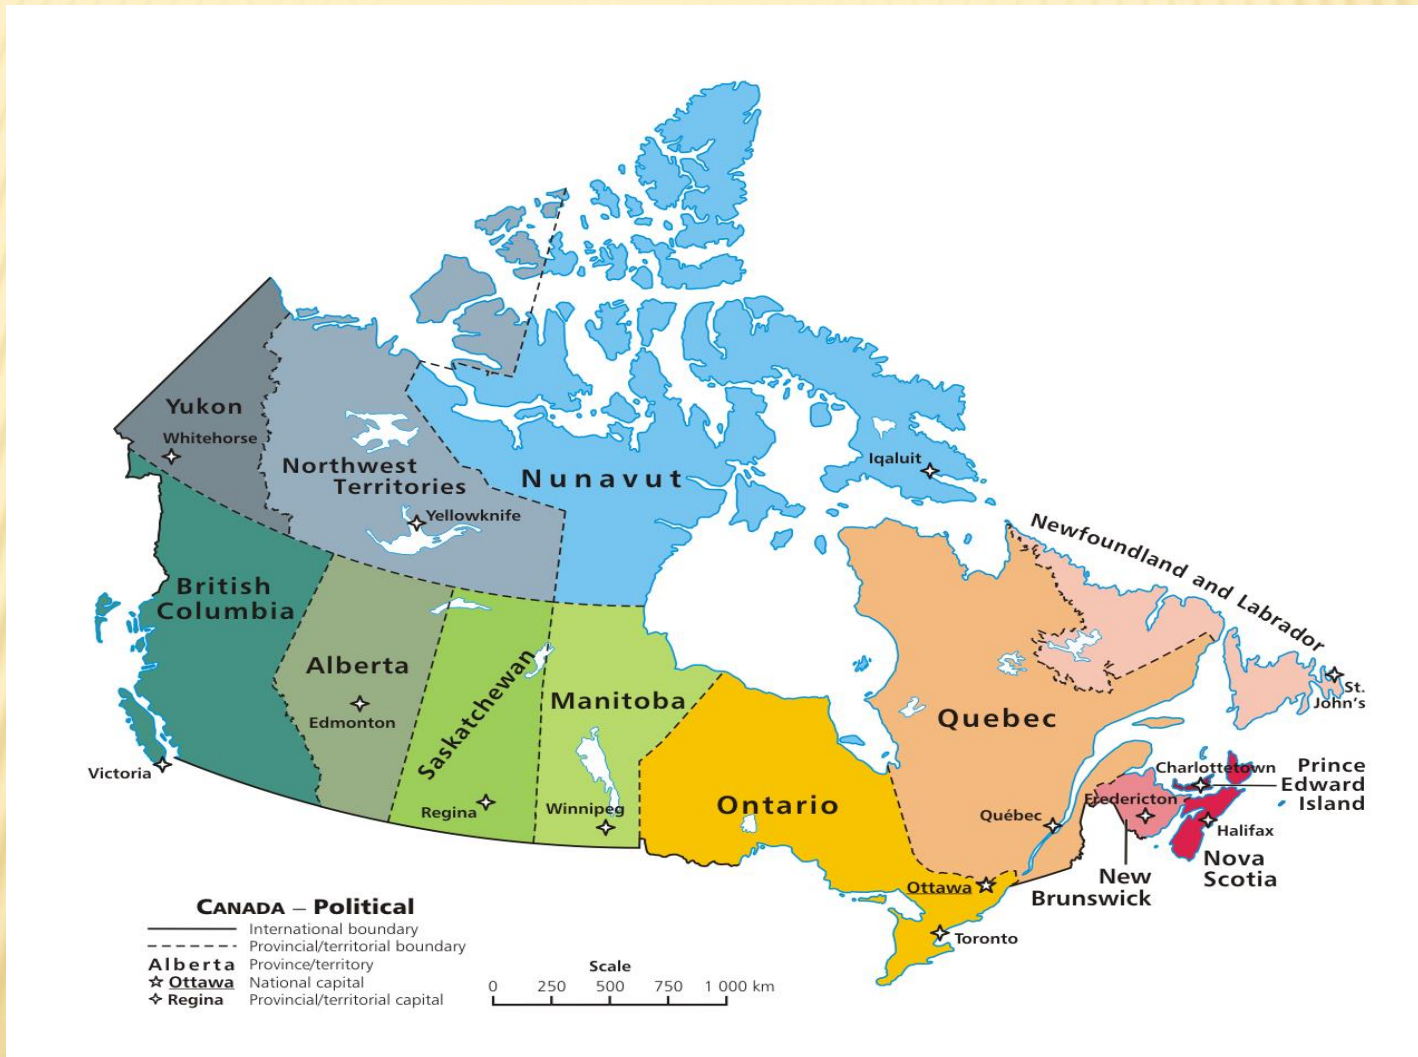 Yukon
Whitehorse
Northwest
Territories
Yellowknife
Nunavut
Iqaluit
Newfoundland and Labrador
St.
John's
British
Columbia
Victoria
Alberta
Edmonton
Saskatchewan
Regina
Manitoba
Winnipeg
Ontario
Ottawa
Toronto
Quebec
Québec
Charlottetown
Prince
Edward
Island
Fredericton
New
Brunswick
Halifax
Nova
Scotia
CANADA – Political
International boundary
Provincial/territorial boundary
Alberta Province/territory
Ottawa National capital
Regina Provincial/territorial capital
Scale
0 250 500 750 1 000 km